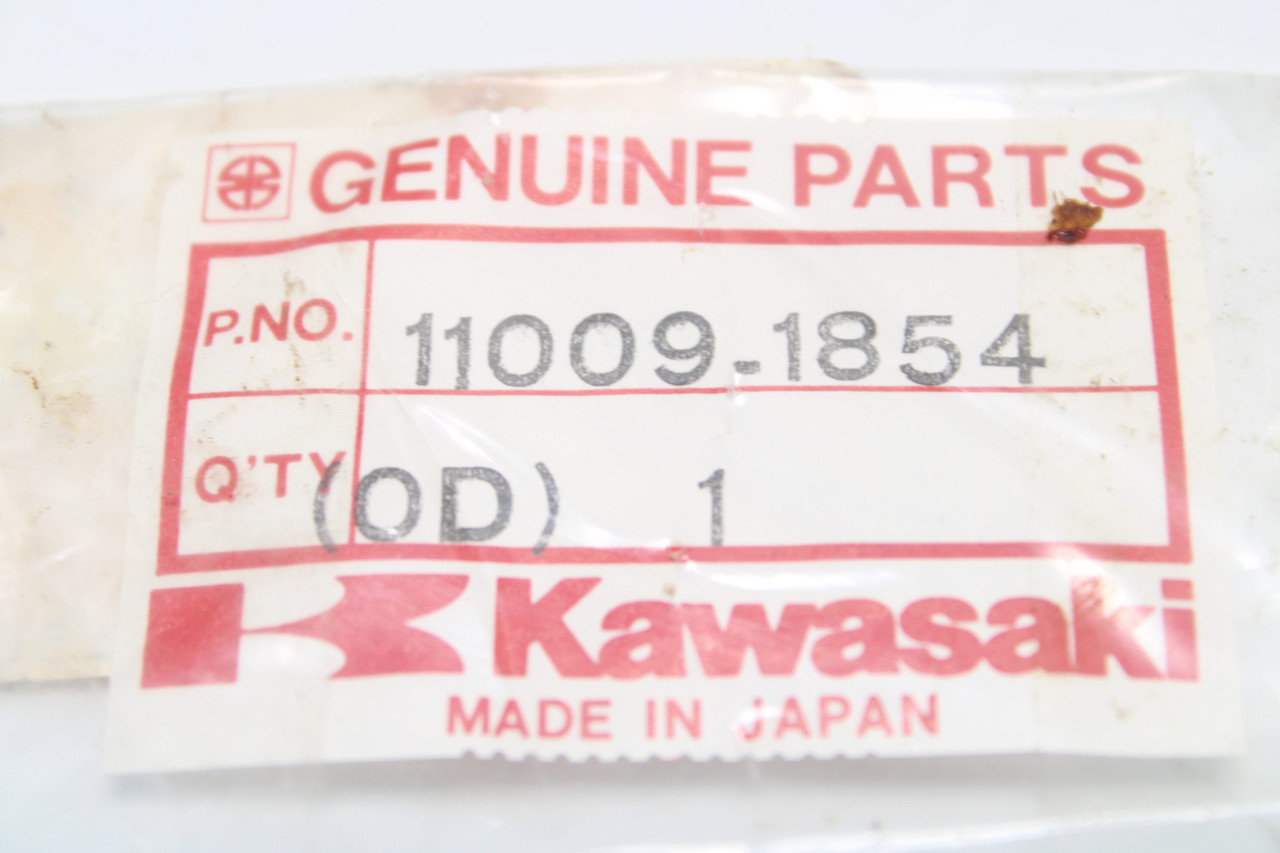 GENUINE PARTS
P.NO. 11009-1854
Q'TY (OD) 1
Kawasaki
MADE IN JAPAN